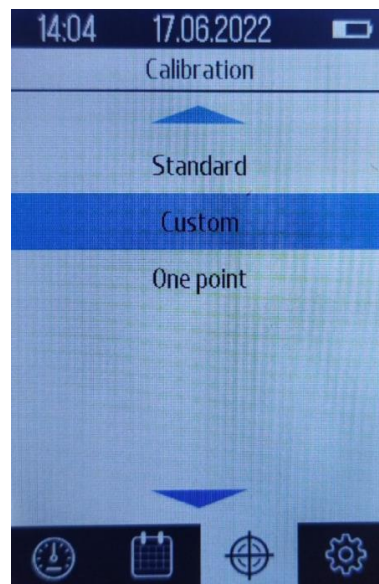 14:04 17.06.2022
Calibration
Standard
Custom
One point